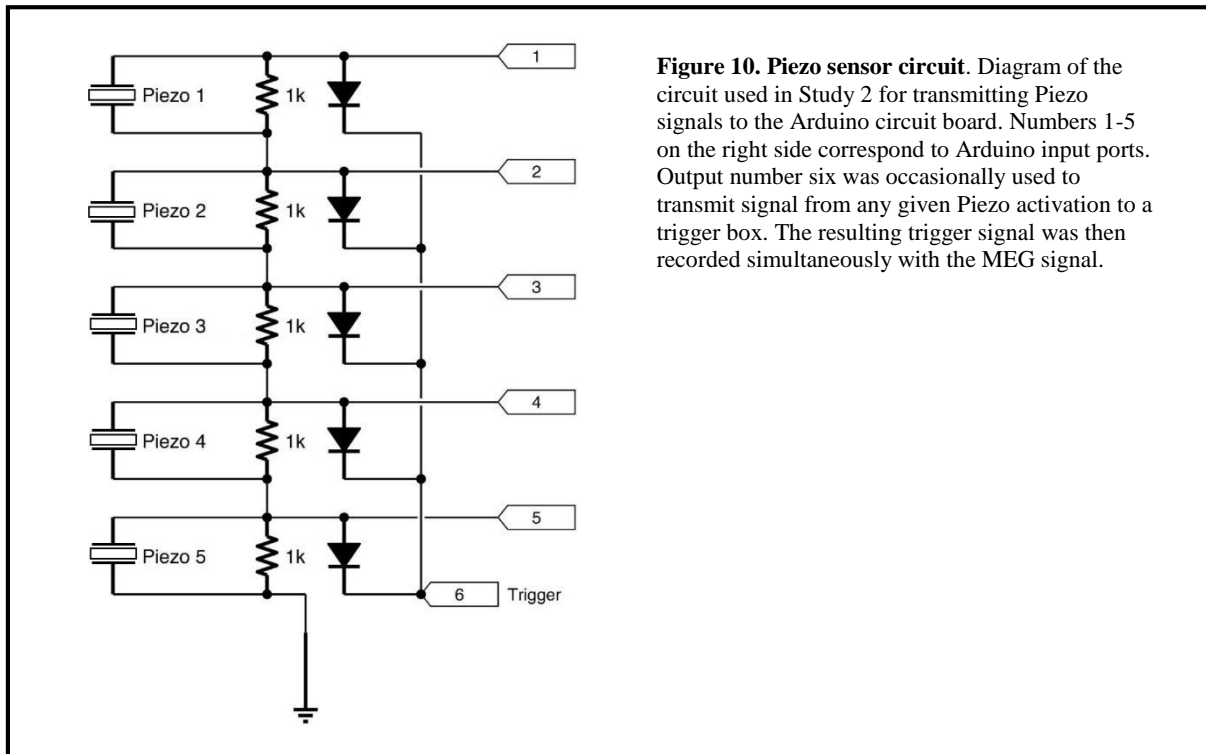 1
Piezo 1 1k
2
Piezo 2 1k
3
Piezo 3 1k
4
Piezo 4 1k
5
Piezo 5 1k
6 Trigger
Figure 10. Piezo sensor circuit. Diagram of the
circuit used in Study 2 for transmitting Piezo
signals to the Arduino circuit board. Numbers 1-5
on the right side correspond to Arduino input ports.
Output number six was occasionally used to
transmit signal from any given Piezo activation to a
trigger box. The resulting trigger signal was then
recorded simultaneously with the MEG signal.